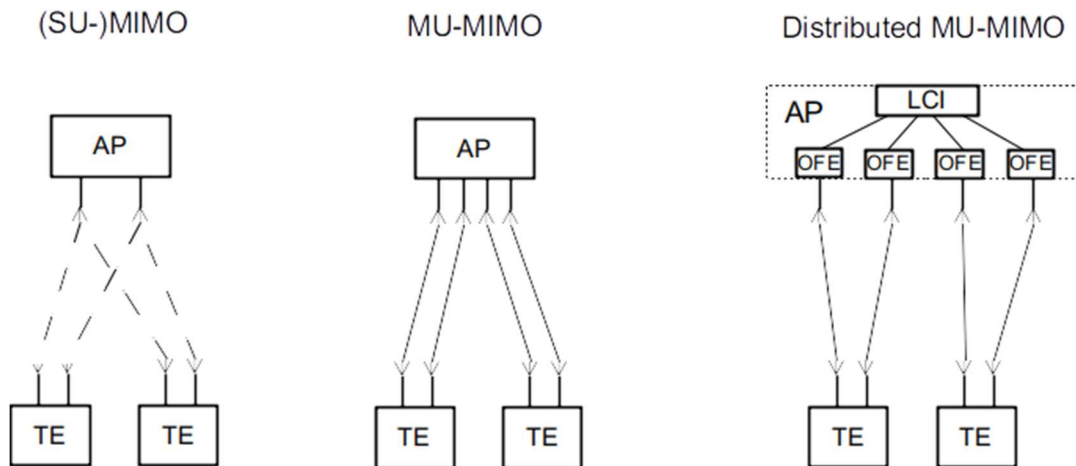 (SU-)MIMO
MU-MIMO
Distributed MU-MIMO
AP
TE
TE
AP
TE
TE
AP
LCI
OFE
OFE
OFE
OFE
TE
TE